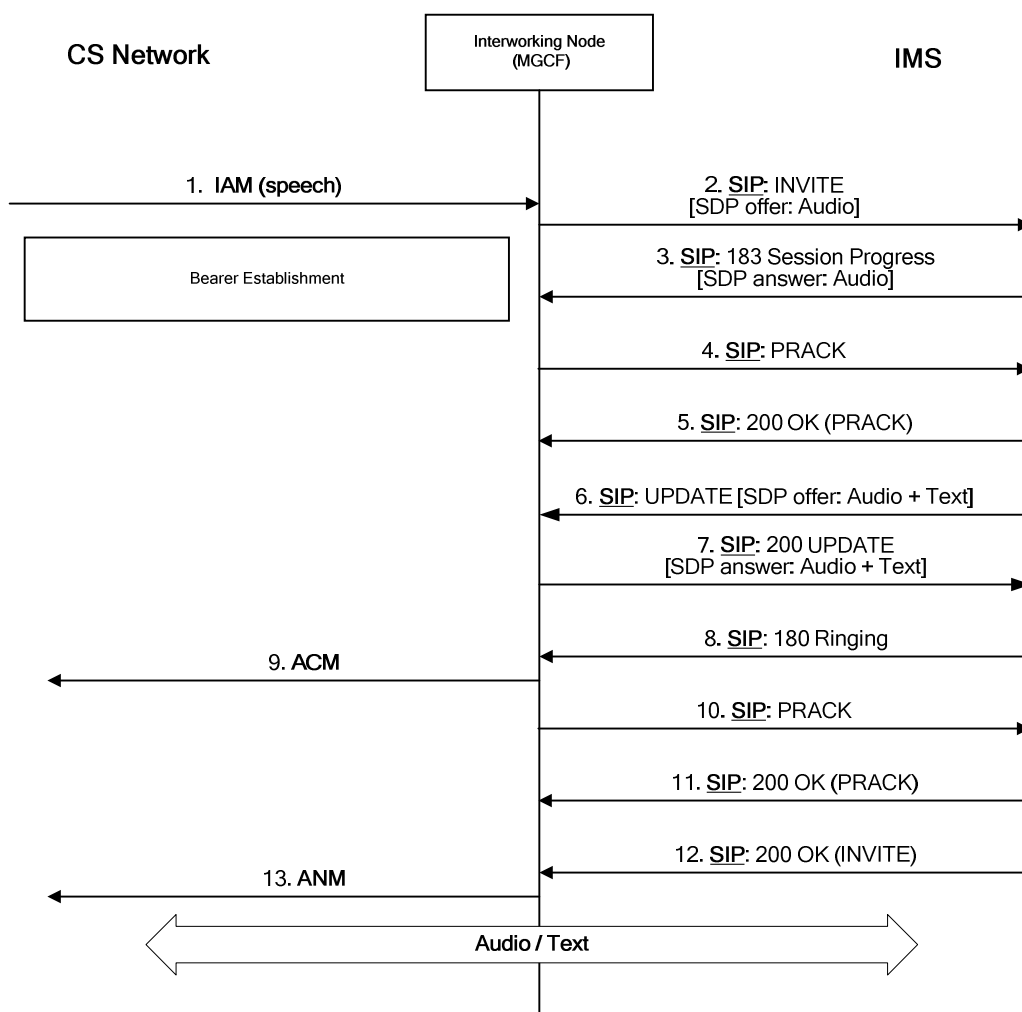 CS Network
Interworking Node
(MGCF)
IMS
1. IAM (speech)
2. SIP: INVITE
[SDP offer: Audio]
Bearer Establishment
3. SIP: 183 Session Progress
[SDP answer: Audio]
4. SIP: PRACK
5. SIP: 200 OK (PRACK)
6. SIP: UPDATE [SDP offer: Audio + Text]
7. SIP: 200 UPDATE
[SDP answer: Audio + Text]
8. SIP: 180 Ringing
9. ACM
10. SIP: PRACK
11. SIP: 200 OK (PRACK)
12. SIP: 200 OK (INVITE)
13. ANM
Audio / Text